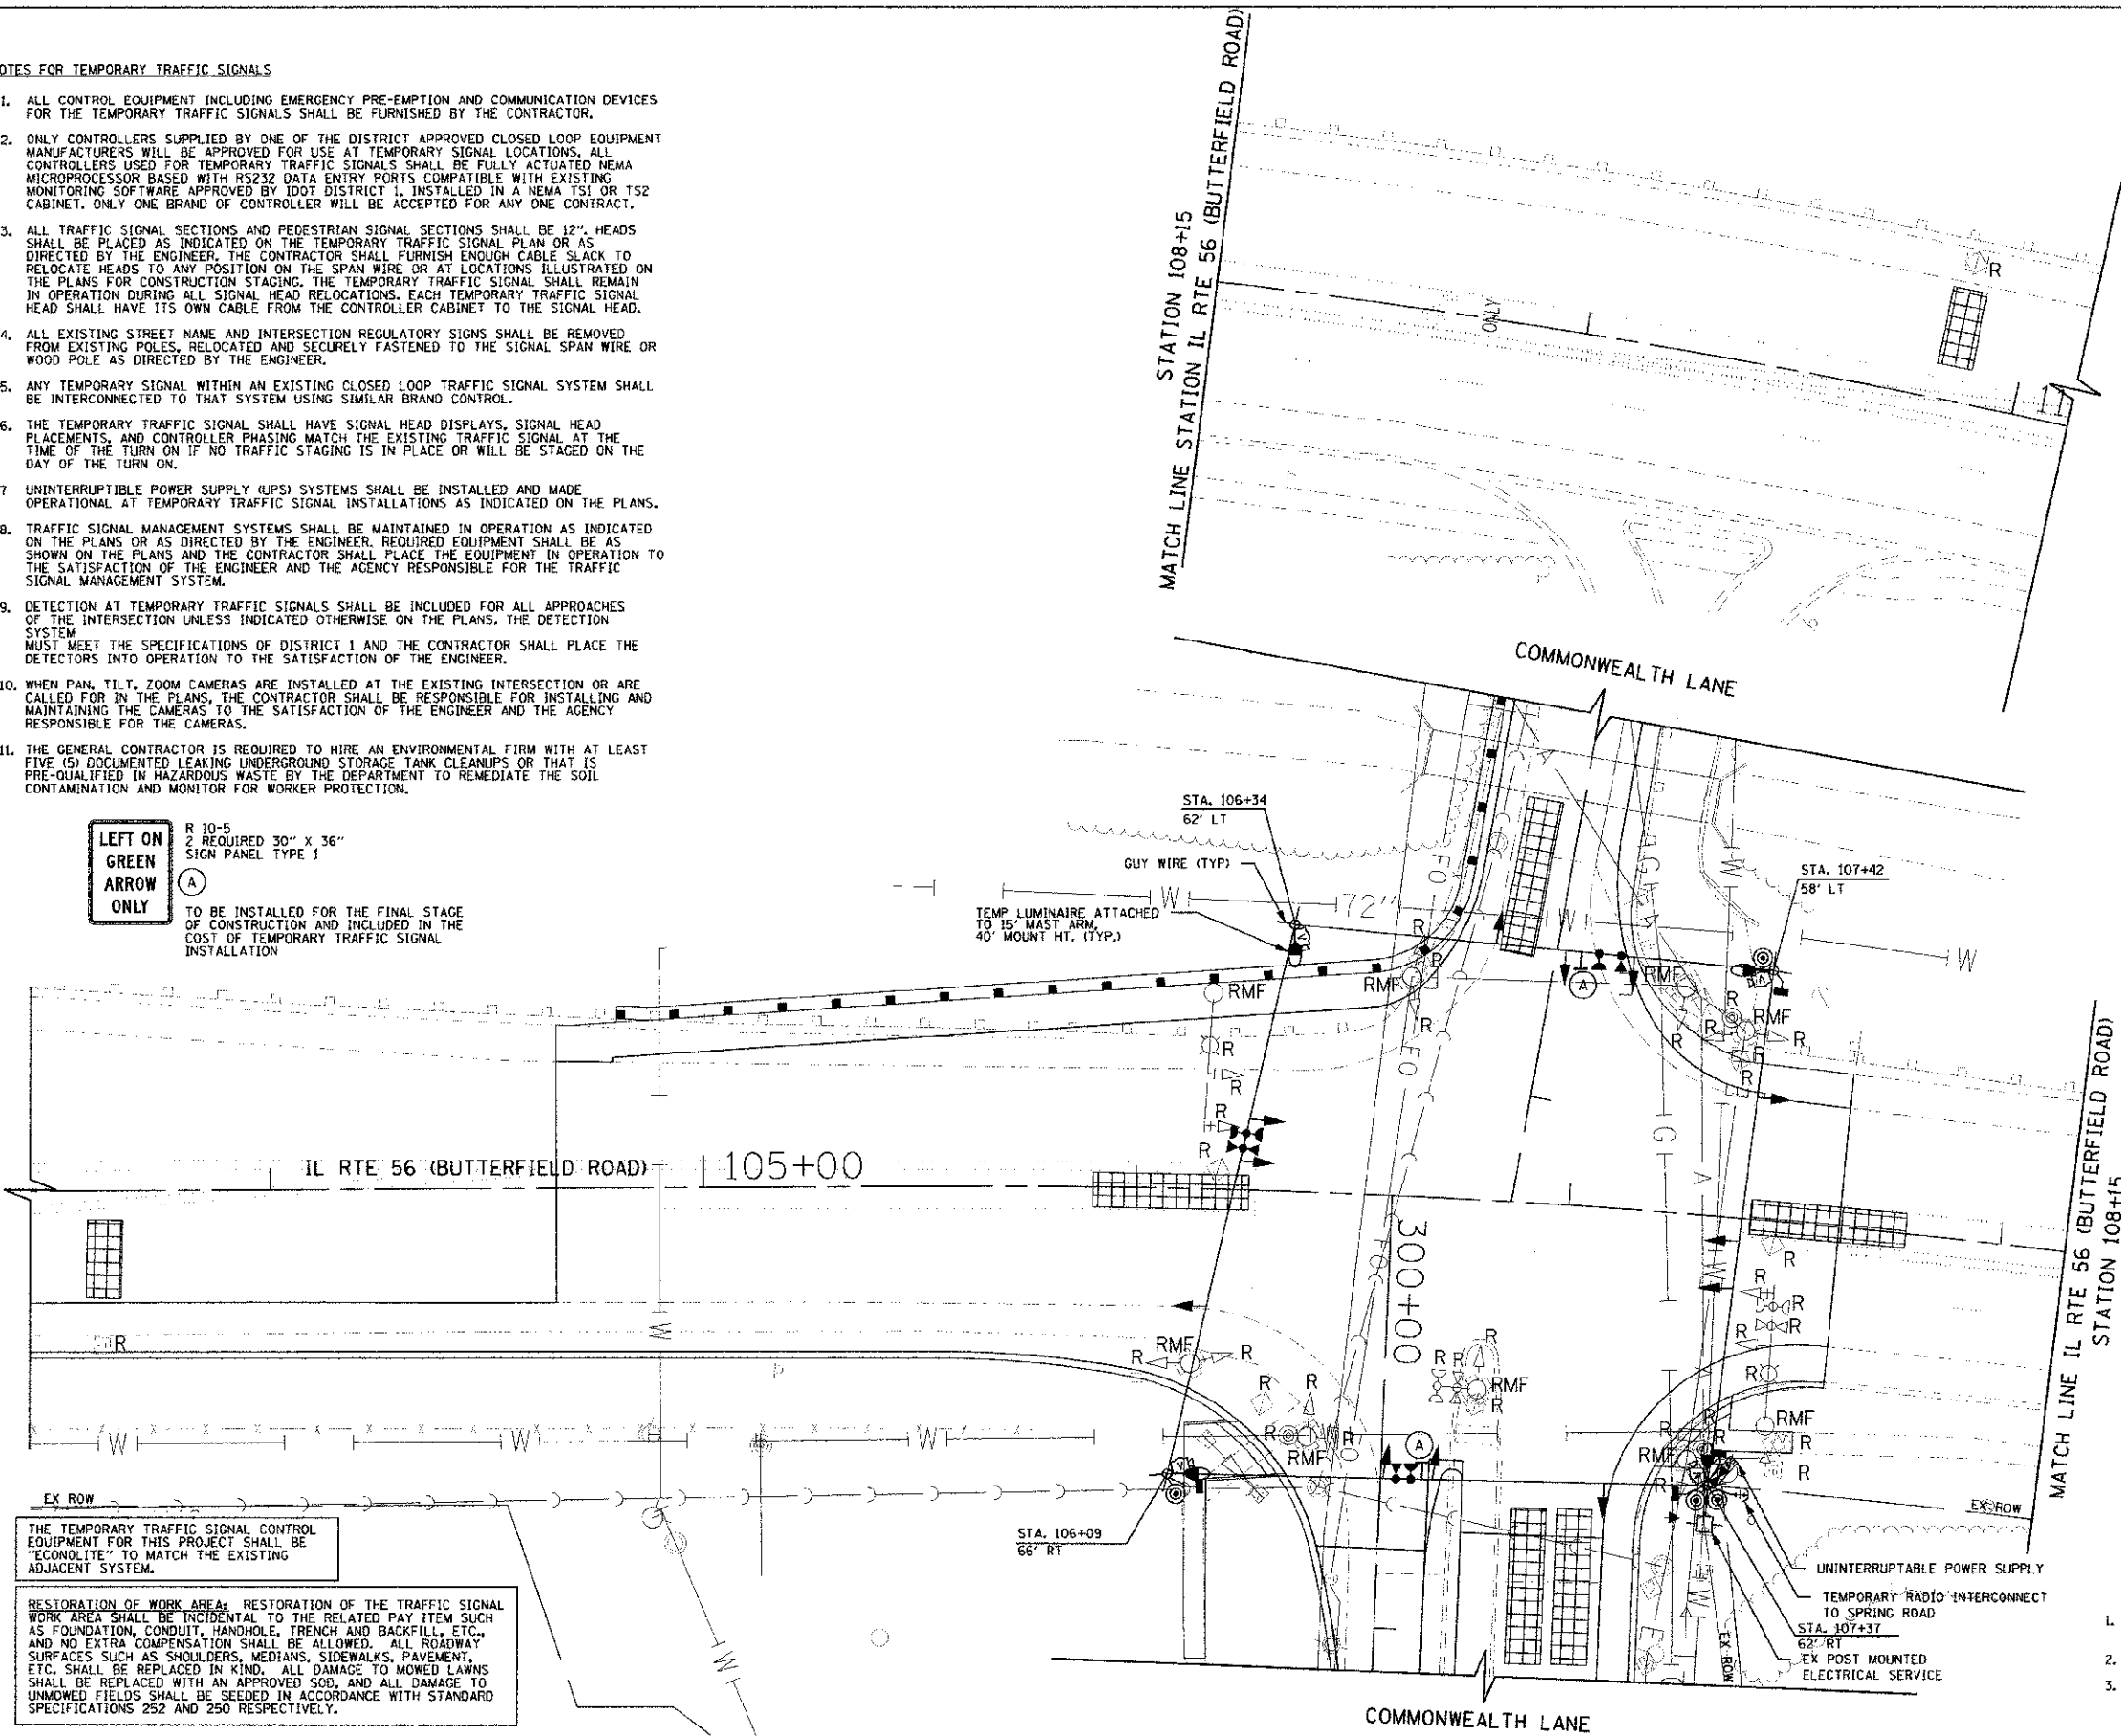 OTES FOR TEMPORARY TRAFFIC SIGNALS
1. ALL CONTROL EQUIPMENT INCLUDING EMERGENCY PRE-EMPTION AND COMMUNICATION DEVICES
FOR THE TEMPORARY TRAFFIC SIGNALS SHALL BE FURNISHED BY THE CONTRACTOR.
2. ONLY CONTROLLERS SUPPLIED BY ONE OF THE DISTRICT APPROVED CLOSED LOOP EQUIPMENT
MANUFACTURERS WILL BE APPROVED FOR USE AT TEMPORARY SIGNAL LOCATIONS. ALL
CONTROLLERS USED FOR TEMPORARY TRAFFIC SIGNALS SHALL BE FULLY ACTUATED NEMA
MICROPROCESSOR BASED WITH RS232 DATA ENTRY PORTS COMPATIBLE WITH EXISTING
MONITORING SOFTWARE APPROVED BY IDOT DISTRICT 1, INSTALLED IN A NEMA TS1 OR TS2
CABINET. ONLY ONE BRAND OF CONTROLLER WILL BE ACCEPTED FOR ANY ONE CONTRACT.
3. ALL TRAFFIC SIGNAL SECTIONS AND PEDESTRIAN SIGNAL SECTIONS SHALL BE 12". HEADS
SHALL BE PLACED AS INDICATED ON THE TEMPORARY TRAFFIC SIGNAL PLAN OR AS
DIRECTED BY THE ENGINEER. THE CONTRACTOR SHALL FURNISH ENOUGH CABLE SLACK TO
RELOCATE HEADS TO ANY POSITION ON THE SPAN WIRE OR AT LOCATIONS ILLUSTRATED ON
THE PLANS FOR CONSTRUCTION STAGING. THE TEMPORARY TRAFFIC SIGNAL SHALL REMAIN
IN OPERATION DURING ALL SIGNAL HEAD RELOCATIONS. EACH TEMPORARY TRAFFIC SIGNAL
HEAD SHALL HAVE ITS OWN CABLE FROM THE CONTROLLER CABINET TO THE SIGNAL HEAD.
4. ALL EXISTING STREET NAME AND INTERSECTION REGULATORY SIGNS SHALL BE REMOVED
FROM EXISTING POLES, RELOCATED AND SECURELY FASTENED TO THE SIGNAL SPAN WIRE OR
WOOD POLE AS DIRECTED BY THE ENGINEER.
5. ANY TEMPORARY SIGNAL WITHIN AN EXISTING CLOSED LOOP TRAFFIC SIGNAL SYSTEM SHALL
BE INTERCONNECTED TO THAT SYSTEM USING SIMILAR BRAND CONTROL.
6. THE TEMPORARY TRAFFIC SIGNAL SHALL HAVE SIGNAL HEAD DISPLAYS, SIGNAL HEAD
PLACEMENTS, AND CONTROLLER PHASING MATCH THE EXISTING TRAFFIC SIGNAL AT THE
TIME OF THE TURN ON IF NO TRAFFIC STAGING IS IN PLACE OR WILL BE STAGED ON THE
DAY OF THE TURN ON.
7 UNINTERRUPTIBLE POWER SUPPLY (UPS) SYSTEMS SHALL BE INSTALLED AND MADE
OPERATIONAL AT TEMPORARY TRAFFIC SIGNAL INSTALLATIONS AS INDICATED ON THE PLANS.
8. TRAFFIC SIGNAL MANAGEMENT SYSTEMS SHALL BE MAINTAINED IN OPERATION AS INDICATED
ON THE PLANS OR AS DIRECTED BY THE ENGINEER. REQUIRED EQUIPMENT SHALL BE AS
SHOWN ON THE PLANS AND THE CONTRACTOR SHALL PLACE THE EQUIPMENT IN OPERATION TO
THE SATISFACTION OF THE ENGINEER AND THE AGENCY RESPONSIBLE FOR THE TRAFFIC
SIGNAL MANAGEMENT SYSTEM.
9. DETECTION AT TEMPORARY TRAFFIC SIGNALS SHALL BE INCLUDED FOR ALL APPROACHES
OF THE INTERSECTION UNLESS INDICATED OTHERWISE ON THE PLANS. THE DETECTION
SYSTEM
MUST MEET THE SPECIFICATIONS OF DISTRICT 1 AND THE CONTRACTOR SHALL PLACE THE
DETECTORS INTO OPERATION TO THE SATISFACTION OF THE ENGINEER.
10. WHEN PAN, TILT, ZOOM CAMERAS ARE INSTALLED AT THE EXISTING INTERSECTION OR ARE
CALLED FOR IN THE PLANS, THE CONTRACTOR SHALL BE RESPONSIBLE FOR INSTALLING AND
MAINTAINING THE CAMERAS TO THE SATISFACTION OF THE ENGINEER AND THE AGENCY
RESPONSIBLE FOR THE CAMERAS.
11. THE GENERAL CONTRACTOR IS REQUIRED TO HIRE AN ENVIRONMENTAL FIRM WITH AT LEAST
FIVE (5) DOCUMENTED LEAKING UNDERGROUND STORAGE TANK CLEANUPS OR THAT IS
PRE-QUALIFIED IN HAZARDOUS WASTE BY THE DEPARTMENT TO REMEDIATE THE SOIL
CONTAMINATION AND MONITOR FOR WORKER PROTECTION.
LEFT ON
GREEN
ARROW
ONLY
R 10-5
2 REQUIRED 30" X 36"
SIGN PANEL TYPE 1
A
TO BE INSTALLED FOR THE FINAL STAGE
OF CONSTRUCTION AND INCLUDED IN THE
COST OF TEMPORARY TRAFFIC SIGNAL
INSTALLATION
STATION 108+15
MATCH LINE STATION IL RTE 56 (BUTTERFIELD ROAD)
ONLY
R
COMMONWEALTH LANE
STA. 106+34
62' LT
GUY WIRE (TYP)
TEMP LUMINAIRE ATTACHED
TO 15' MAST ARM,
40' MOUNT HT. (TYP.)
72"
STA. 107+42
58' LT
RMF
RMF
RMF
RMF
A
FO
FO
W
W
W
G
IL RTE 56 (BUTTERFIELD ROAD)
105+00
300+00
MATCH LINE IL RTE 56 (BUTTERFIELD ROAD)
STATION 108+15
RMF
RMF
RMF
RMF
RMF
A
W
W
W
EX ROW
STA. 106+09
66' RT
EX ROW
EX ROW
UNINTERRUPTABLE POWER SUPPLY
TEMPORARY RADIO INTERCONNECT
TO SPRING ROAD
STA. 107+37
62' RT
EX POST MOUNTED
ELECTRICAL SERVICE
COMMONWEALTH LANE
THE TEMPORARY TRAFFIC SIGNAL CONTROL
EQUIPMENT FOR THIS PROJECT SHALL BE
"ECONOLITE" TO MATCH THE EXISTING
ADJACENT SYSTEM.
RESTORATION OF WORK AREA: RESTORATION OF THE TRAFFIC SIGNAL
WORK AREA SHALL BE INCIDENTAL TO THE RELATED PAY ITEM SUCH
AS FOUNDATION, CONDUIT, HANDHOLE, TRENCH AND BACKFILL, ETC.,
AND NO EXTRA COMPENSATION SHALL BE ALLOWED. ALL ROADWAY
SURFACES SUCH AS SHOULDERS, MEDIANS, SIDEWALKS, PAVEMENT,
ETC. SHALL BE REPLACED IN KIND. ALL DAMAGE TO MOWED LAWNS
SHALL BE REPLACED WITH AN APPROVED SOD, AND ALL DAMAGE TO
UNMOWED FIELDS SHALL BE SEEDED IN ACCORDANCE WITH STANDARD
SPECIFICATIONS 252 AND 250 RESPECTIVELY.
1.
2.
3.